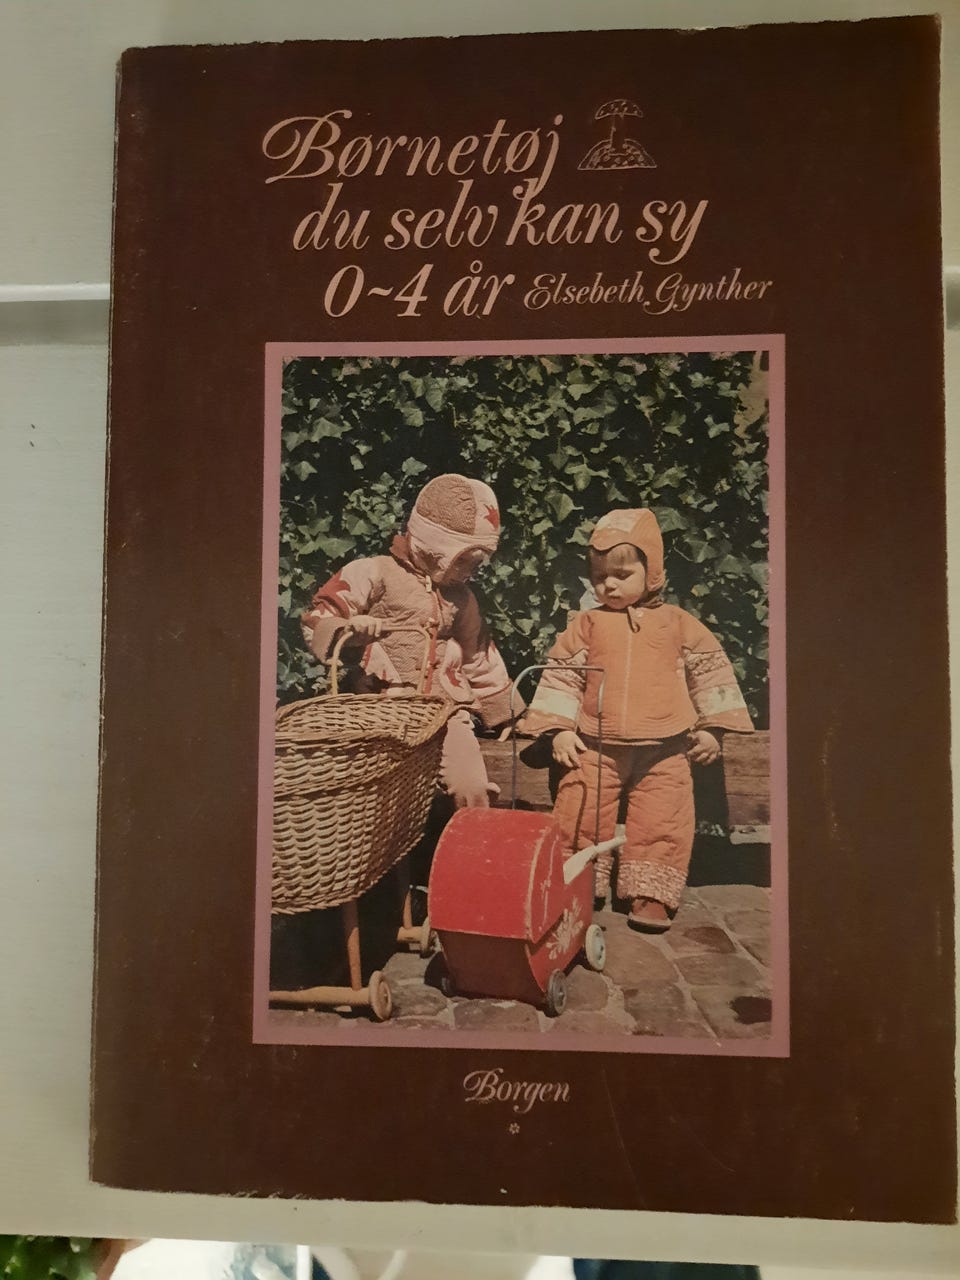 Børnetøj
du selv kan sy
0~4 år Elsebeth Gynther
Borgen